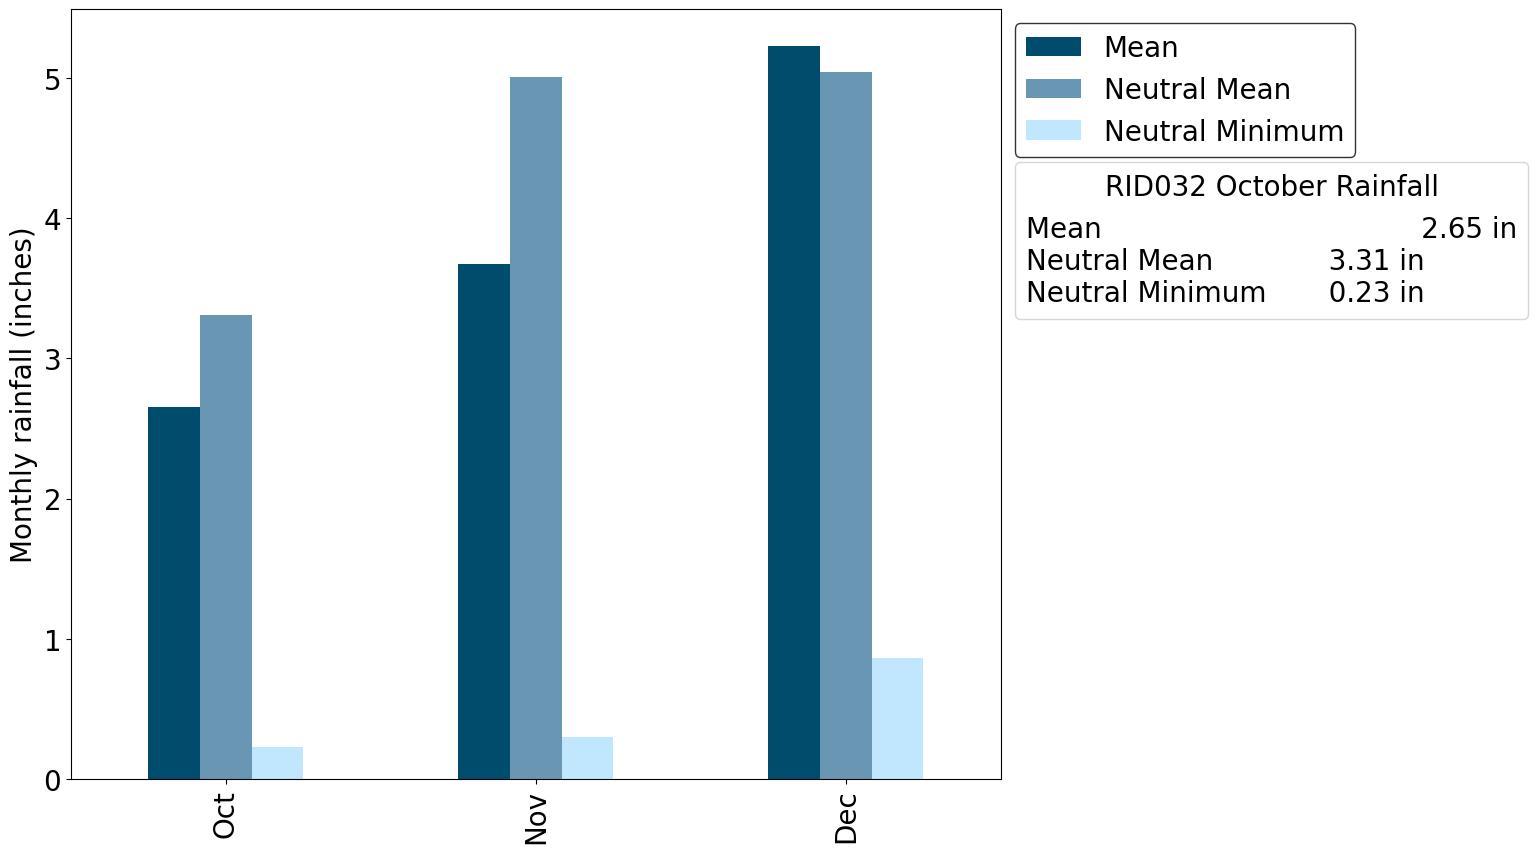 Monthly rainfall (inches)
5
4
3
2
1
0
Oct
Nov
Dec
Mean
Neutral Mean
Neutral Minimum
RID032 October Rainfall
Mean 2.65 in
Neutral Mean 3.31 in
Neutral Minimum 0.23 in